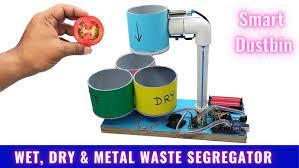 Smart
Dustbin
DRY
WET, DRY & METAL WASTE SEGREGATOR